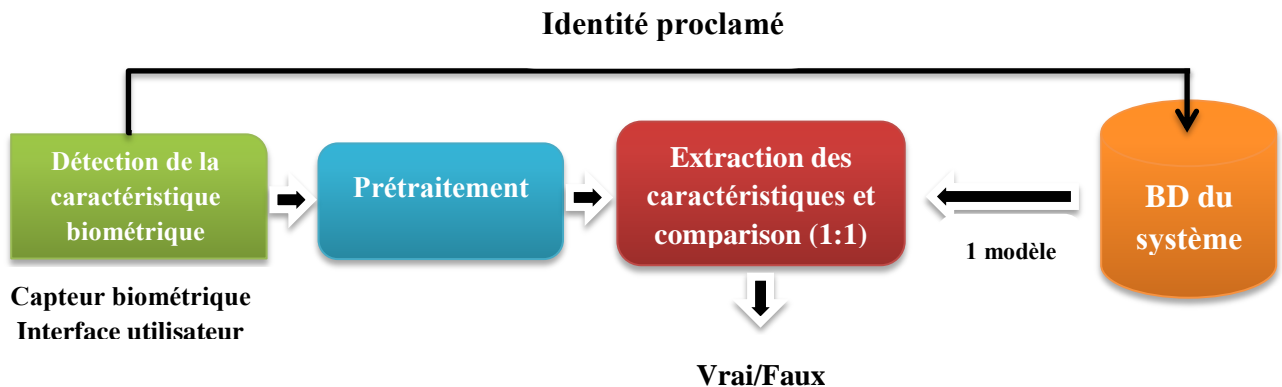 Identité proclamé
Détection de la
caractéristique
biométrique
Prétraitement
Extraction des
caractéristiques et
comparison (1:1)
1 modèle
BD du
système
Capteur biométrique
Interface utilisateur
Vrai/Faux